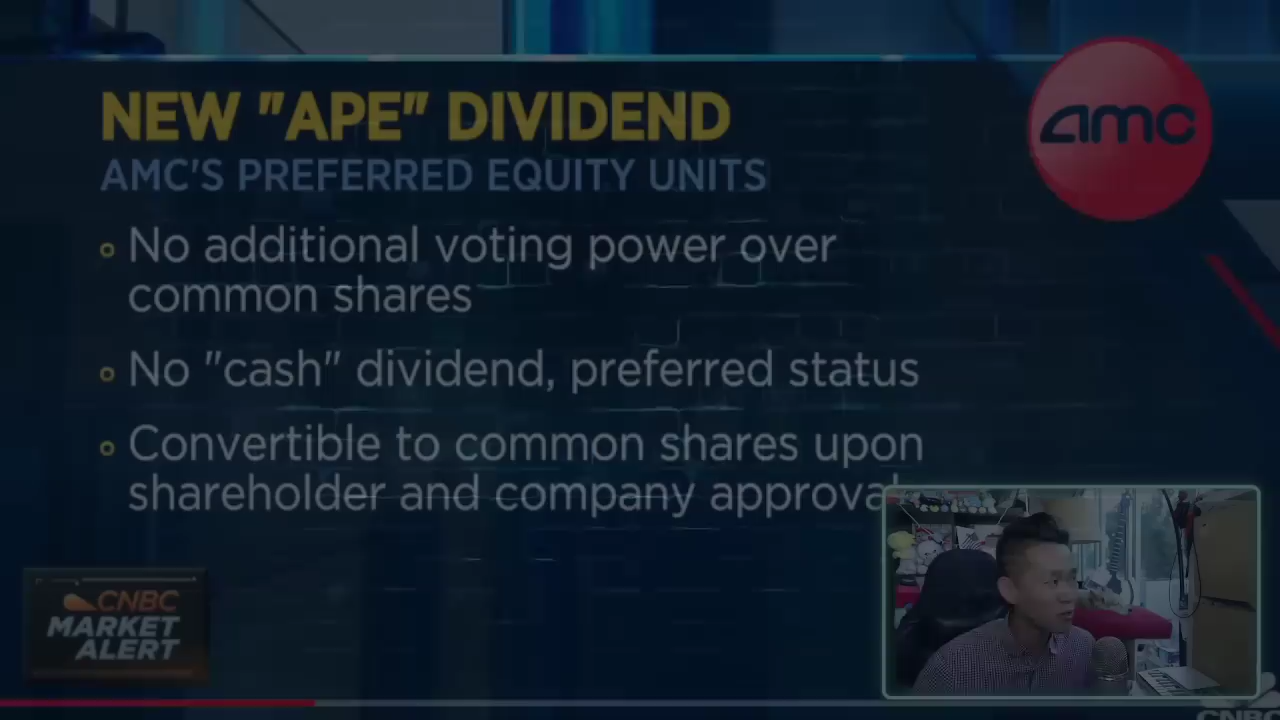 NEW "APE" DIVIDEND
amc
AMC'S PREFERRED EQUITY UNITS
No additional voting power over
common shares
No "cash" dividend, preferred status
Convertible to common shares upon
shareholder and company approval
CNBC
MARKET
ALERT
CNBC